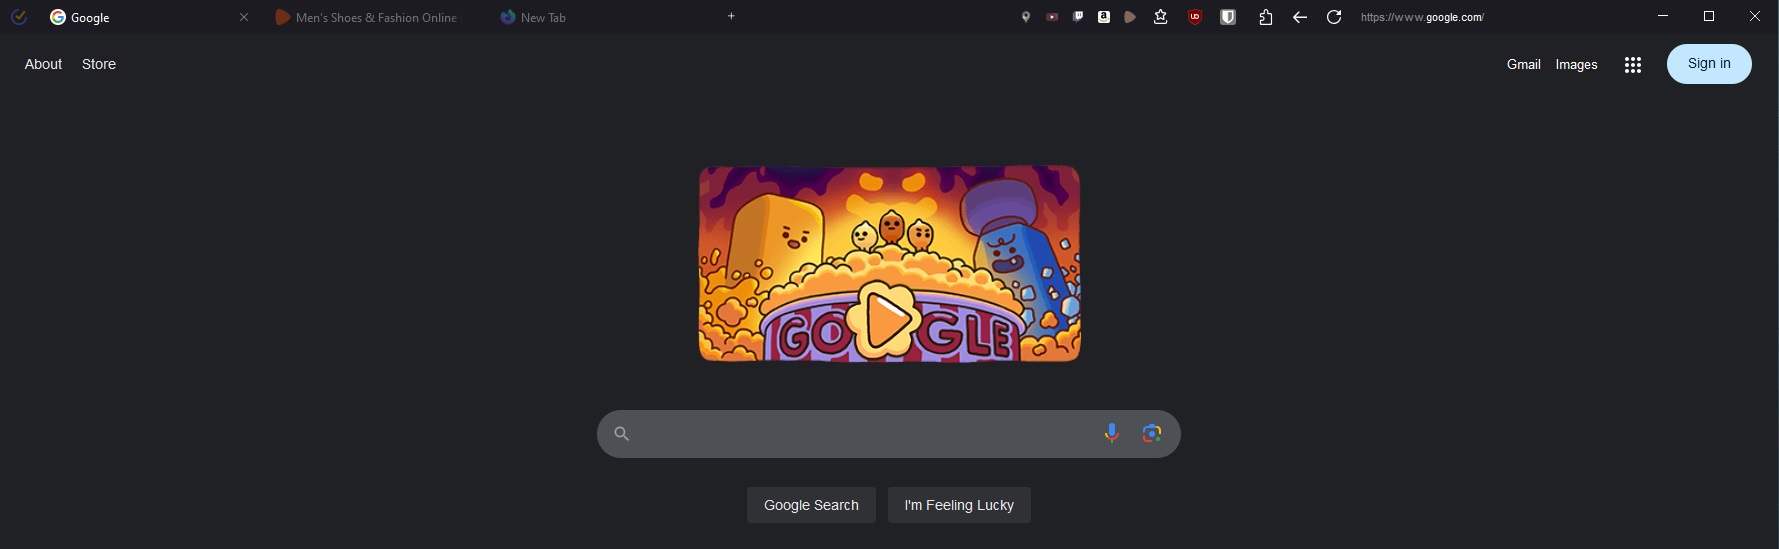 Google
Men's Shoes & Fashion Online
New Tab
https://www.google.com/
About
Store
Gmail
Images
Sign in
GOOGLE
Google Search
I'm Feeling Lucky